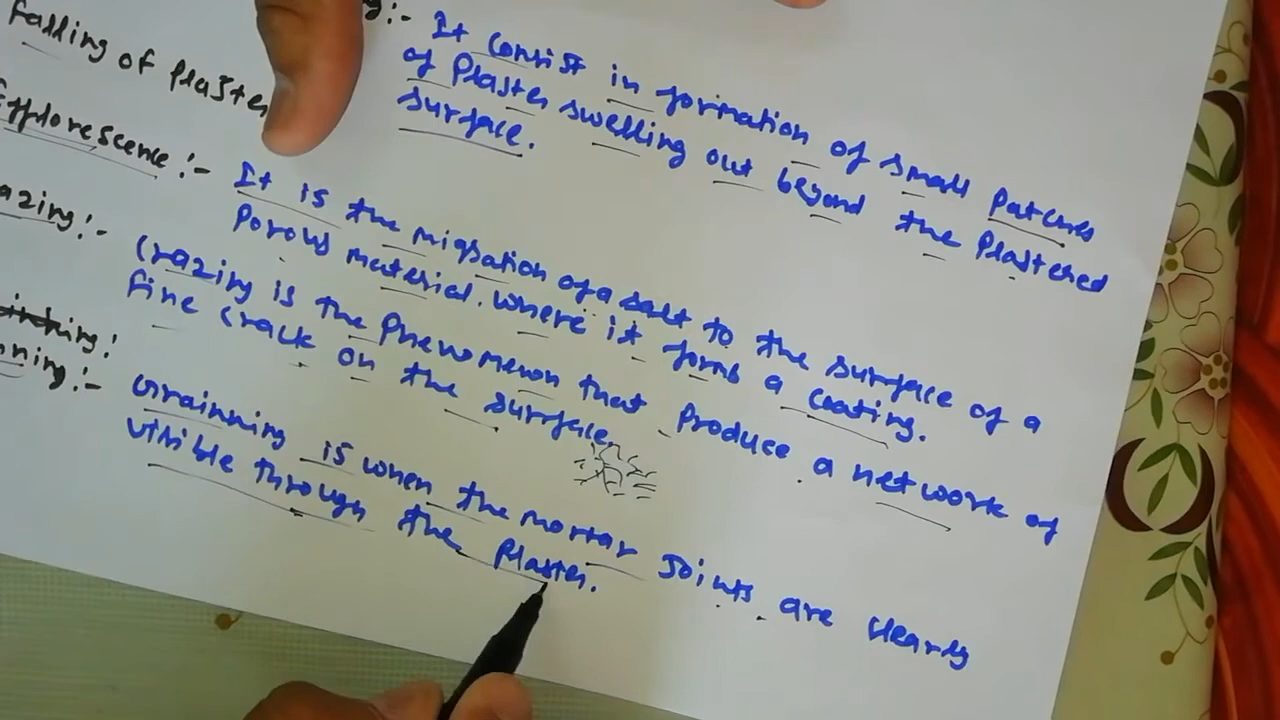 Falling of Plaster
g:- It consist in formation of small Patches
of Plaster swelling out beyond the Plastered
surface.
Efflorescence:- It is the migration of a salt to the surface of a
Porous material. where it forms a coating.
azing:- Crazing is the Phenomenon that Produce a network of
fine crack on the surface.
ning:- Grainning is when the mortar Joints are clearly
visible through the Plaster.